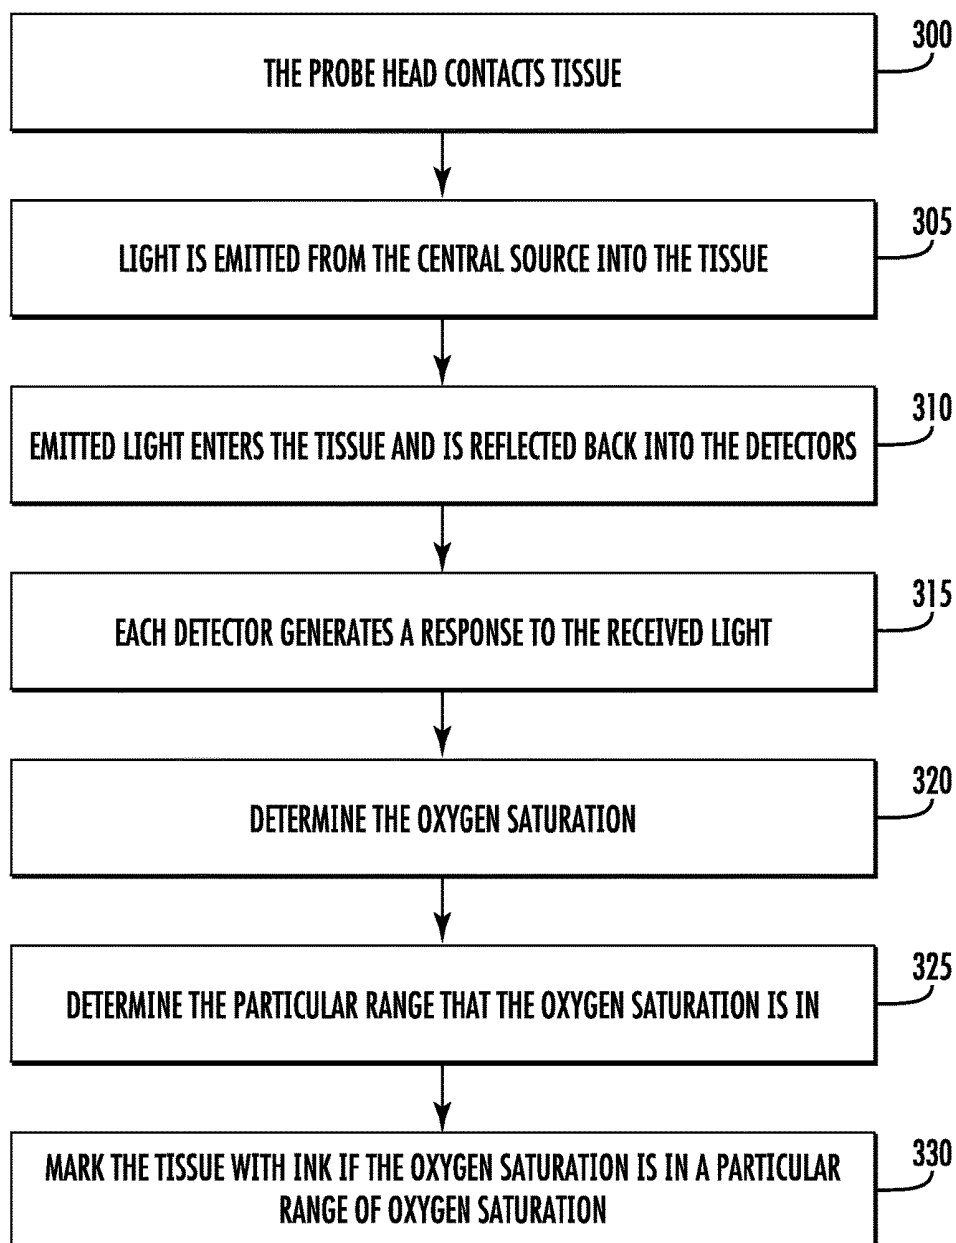 300
THE PROBE HEAD CONTACTS TISSUE
305
LIGHT IS EMITTED FROM THE CENTRAL SOURCE INTO THE TISSUE
310
EMITTED LIGHT ENTERS THE TISSUE AND IS REFLECTED BACK INTO THE DETECTORS
315
EACH DETECTOR GENERATES A RESPONSE TO THE RECEIVED LIGHT
320
DETERMINE THE OXYGEN SATURATION
325
DETERMINE THE PARTICULAR RANGE THAT THE OXYGEN SATURATION IS IN
330
MARK THE TISSUE WITH INK IF THE OXYGEN SATURATION IS IN A PARTICULAR
RANGE OF OXYGEN SATURATION